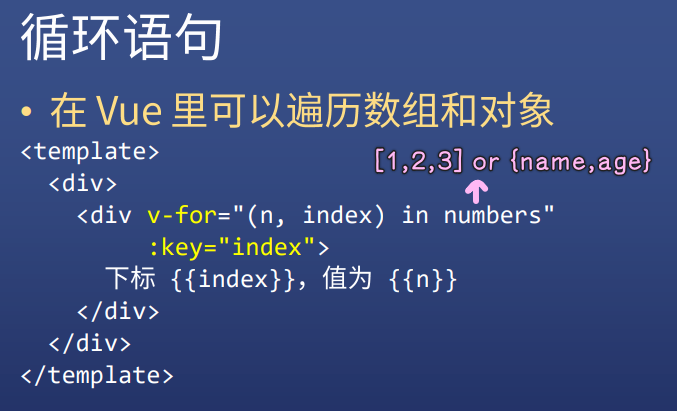 循环语句
• 在 Vue 里可以遍历数组和对象
<template>
[1,2,3] or {name,age}
<div>
<div v-for="(n, index) in numbers"
:key="index">
下标 {{index}}，值为 {{n}}
</div>
</div>
</template>